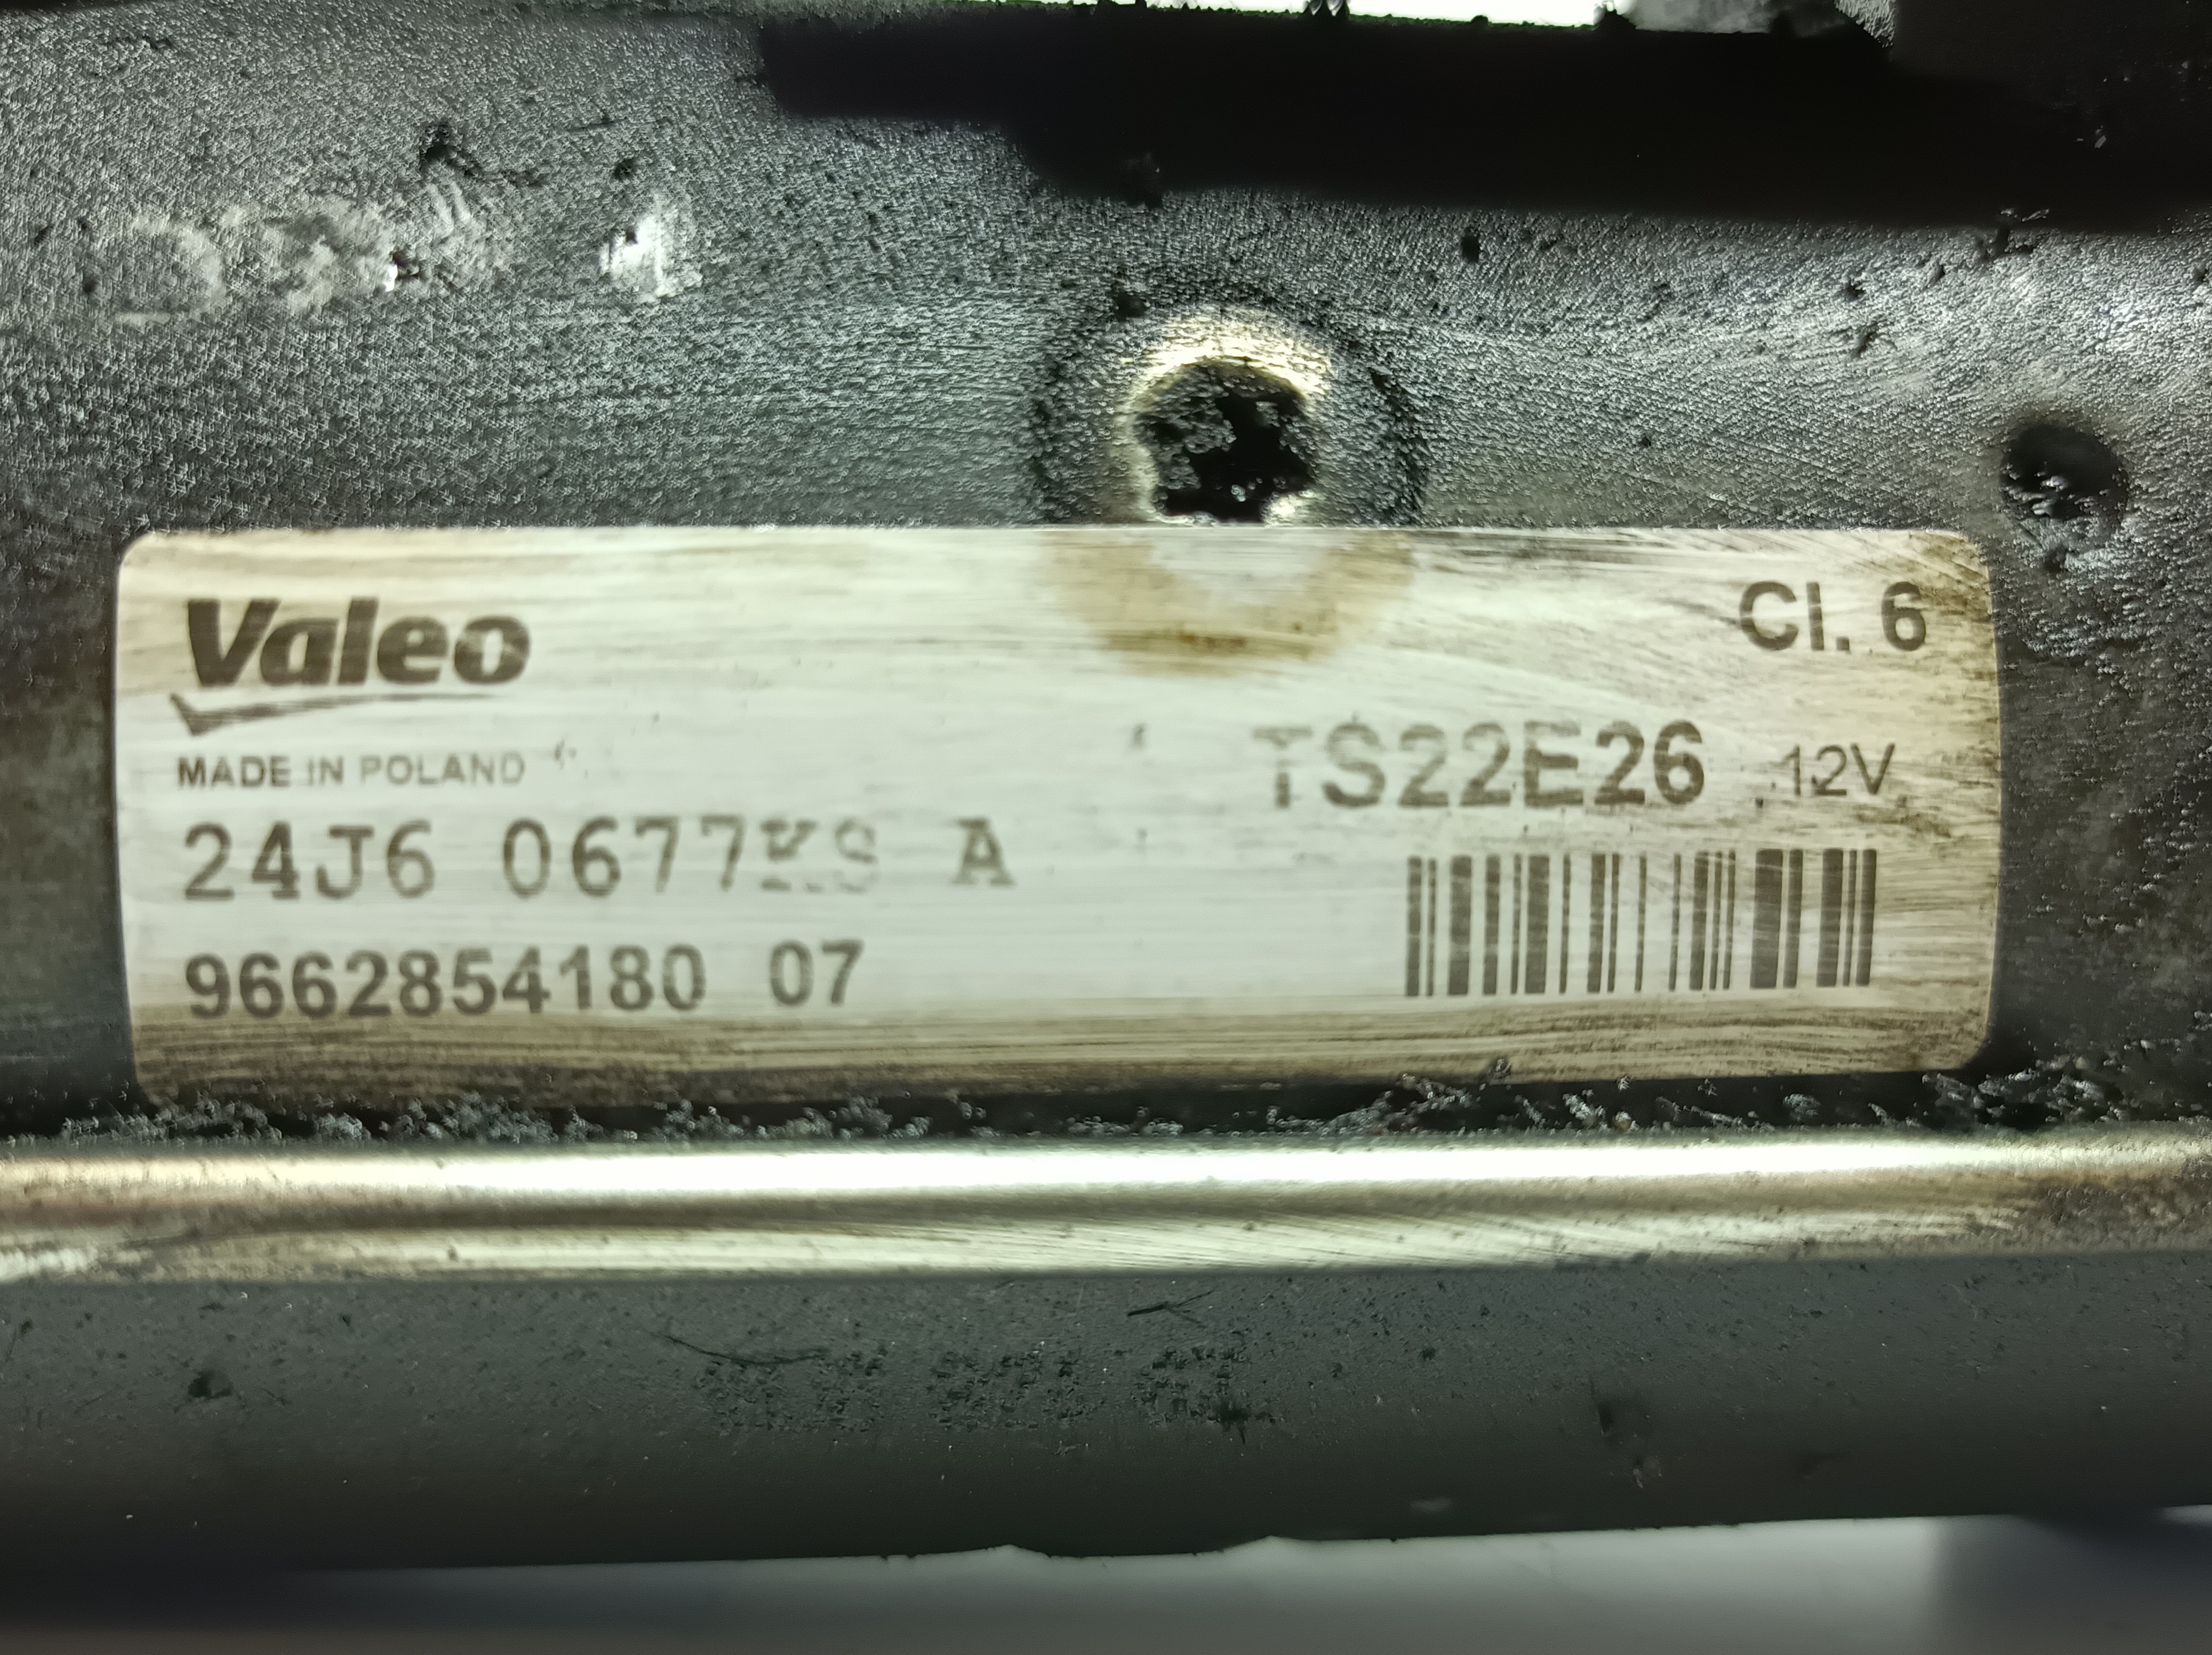 Valeo
Cl. 6
MADE IN POLAND
TS22E26 12V
24J6 0677KS A
9662854180 07